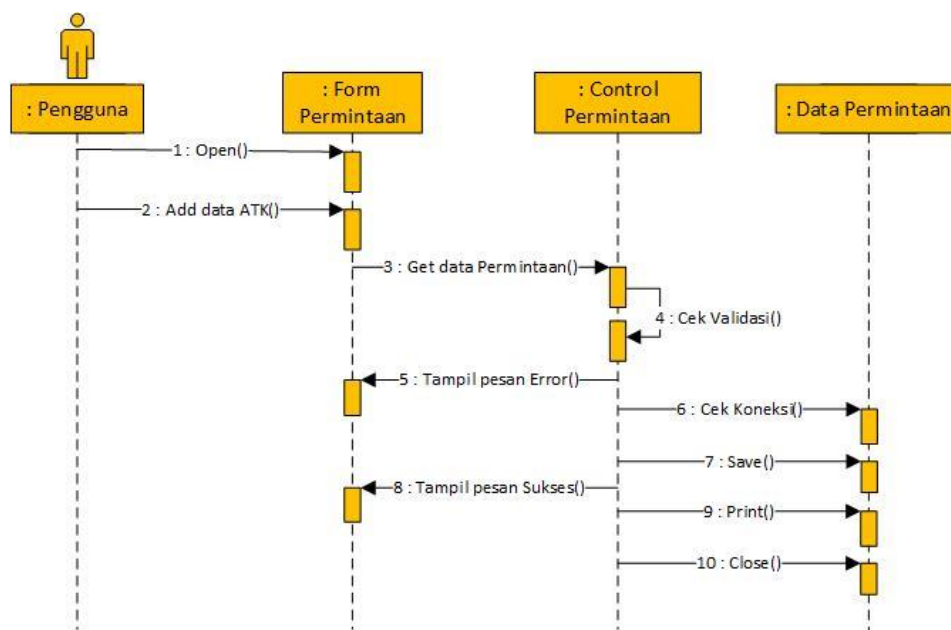 : Pengguna
: Form
Permintaan
: Control
Permintaan
: Data Permintaan
1 : Open()
2 : Add data ATK()
3 : Get data Permintaan()
4 : Cek Validasi()
5 : Tampil pesan Error()
6 : Cek Koneksi()
7 : Save()
8 : Tampil pesan Sukses()
9 : Print()
10 : Close()